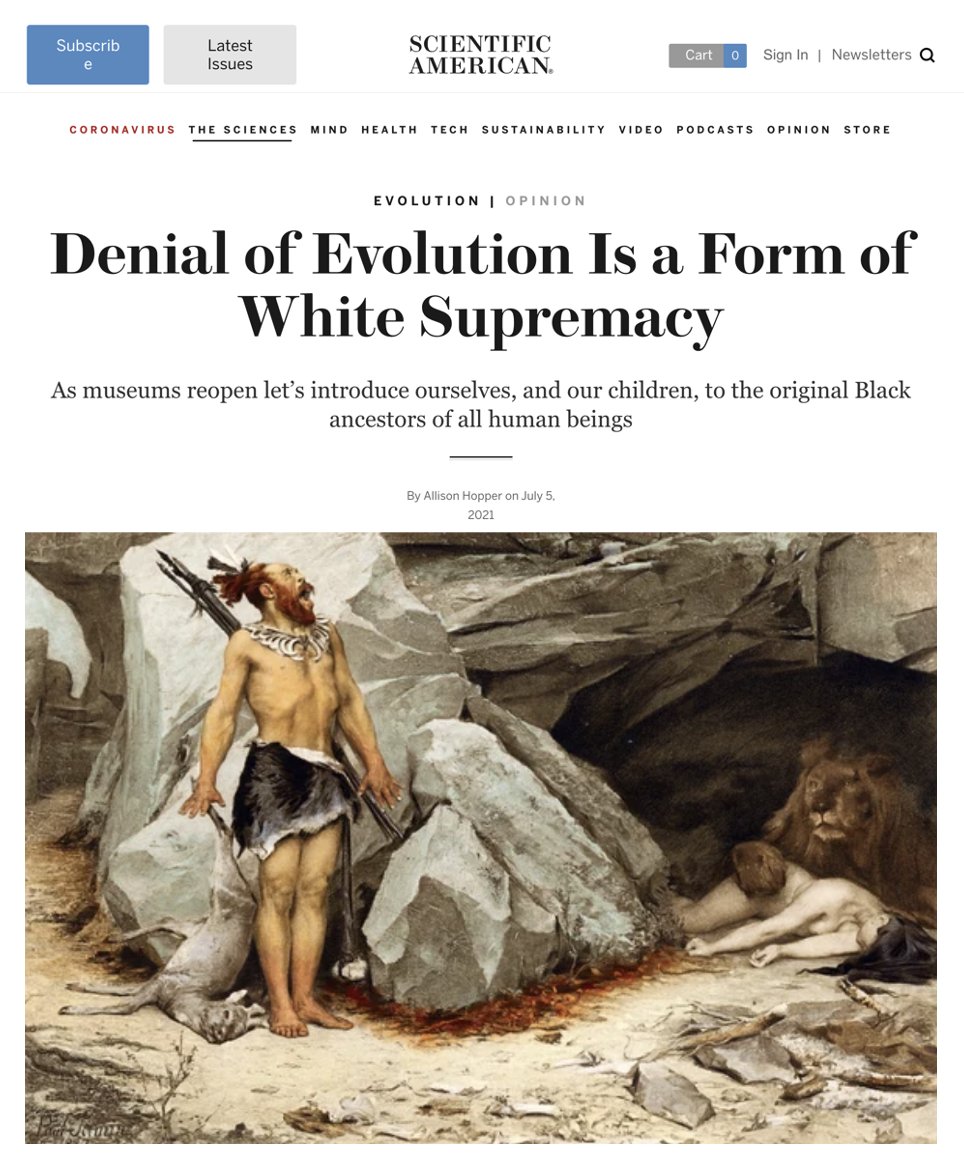 Subscrib
e
Latest
Issues
SCIENTIFIC
AMERICAN®
Cart 0 Sign In | Newsletters
CORONAVIRUS THE SCIENCES MIND HEALTH TECH SUSTAINABILITY VIDEO PODCASTS OPINION STORE
EVOLUTION | OPINION
Denial of Evolution Is a Form of
White Supremacy
As museums reopen let’s introduce ourselves, and our children, to the original Black
ancestors of all human beings
By Allison Hopper on July 5,
2021